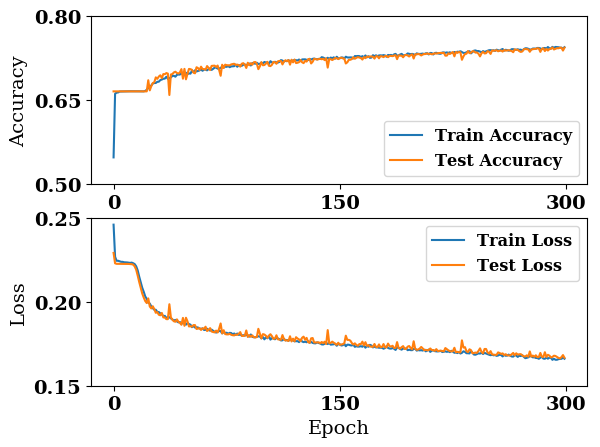 0.80
0.65
0.50
Accuracy
Train Accuracy
Test Accuracy
0 150 300
0.25
0.20
0.15
Loss
Train Loss
Test Loss
0 150 300
Epoch